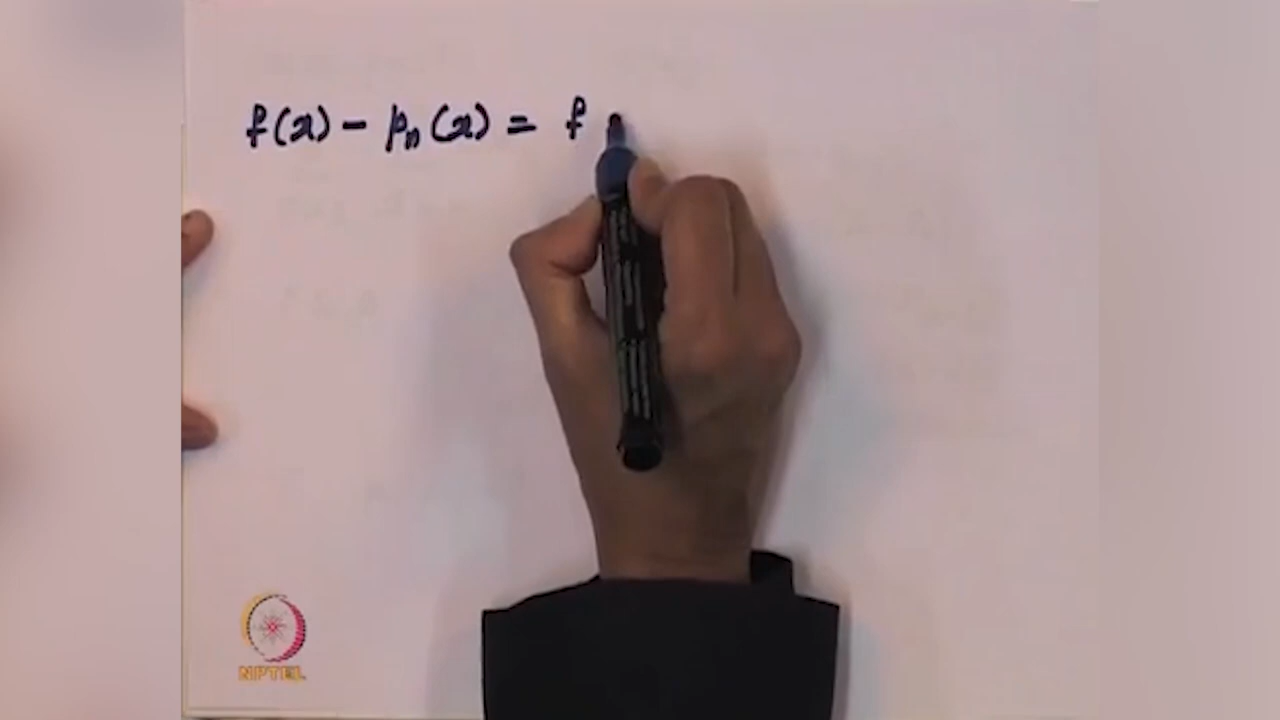 f(x) - pₙ(x) = f
NPTEL